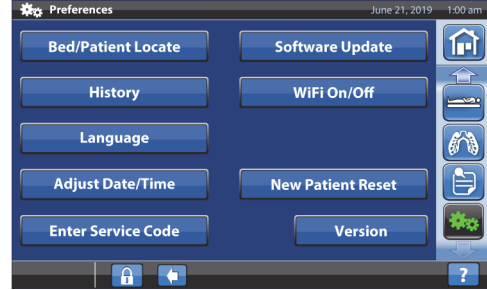 Preferences June 21, 2019 1:00 am
Bed/Patient Locate Software Update
History WiFi On/Off
Language
Adjust Date/Time New Patient Reset
Enter Service Code Version
?